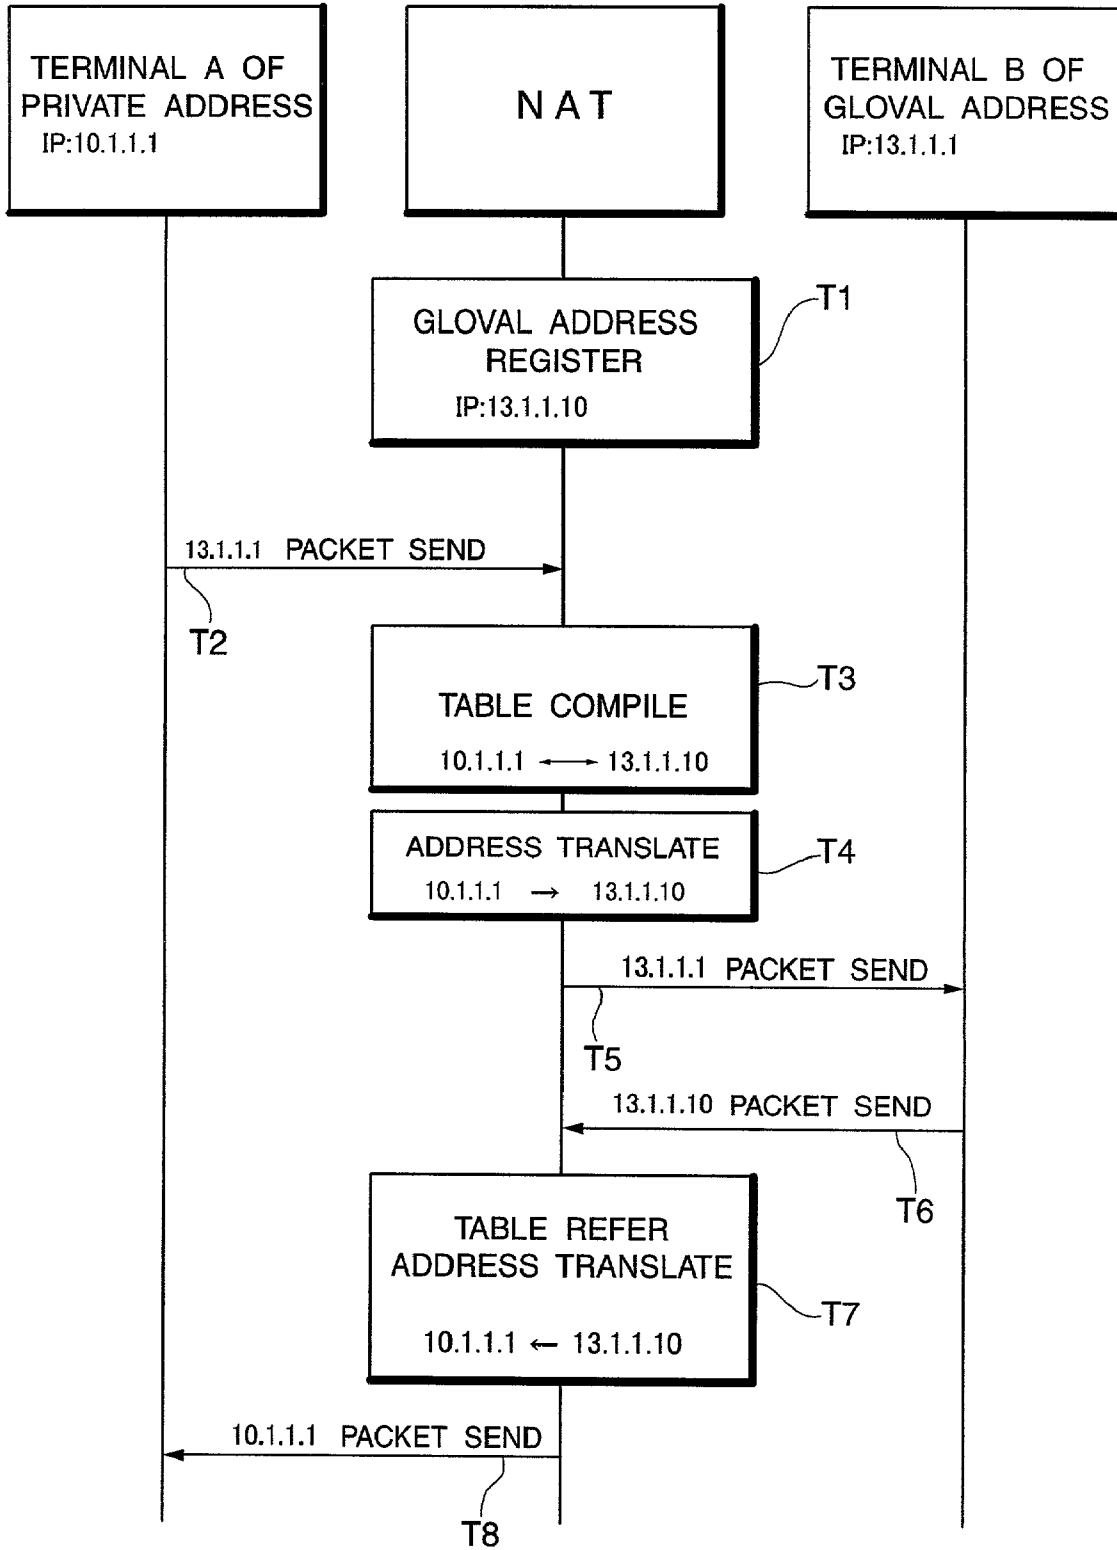 TERMINAL A OF
PRIVATE ADDRESS
IP:10.1.1.1
NAT
TERMINAL B OF
GLOVAL ADDRESS
IP:13.1.1.1
T1
GLOVAL ADDRESS
REGISTER
IP:13.1.1.10
13.1.1.1 PACKET SEND
T2
T3
TABLE COMPILE
10.1.1.1 ↔ 13.1.1.10
T4
ADDRESS TRANSLATE
10.1.1.1 → 13.1.1.10
13.1.1.1 PACKET SEND
T5
13.1.1.10 PACKET SEND
T6
TABLE REFER
ADDRESS TRANSLATE
T7
10.1.1.1 ← 13.1.1.10
10.1.1.1 PACKET SEND
T8